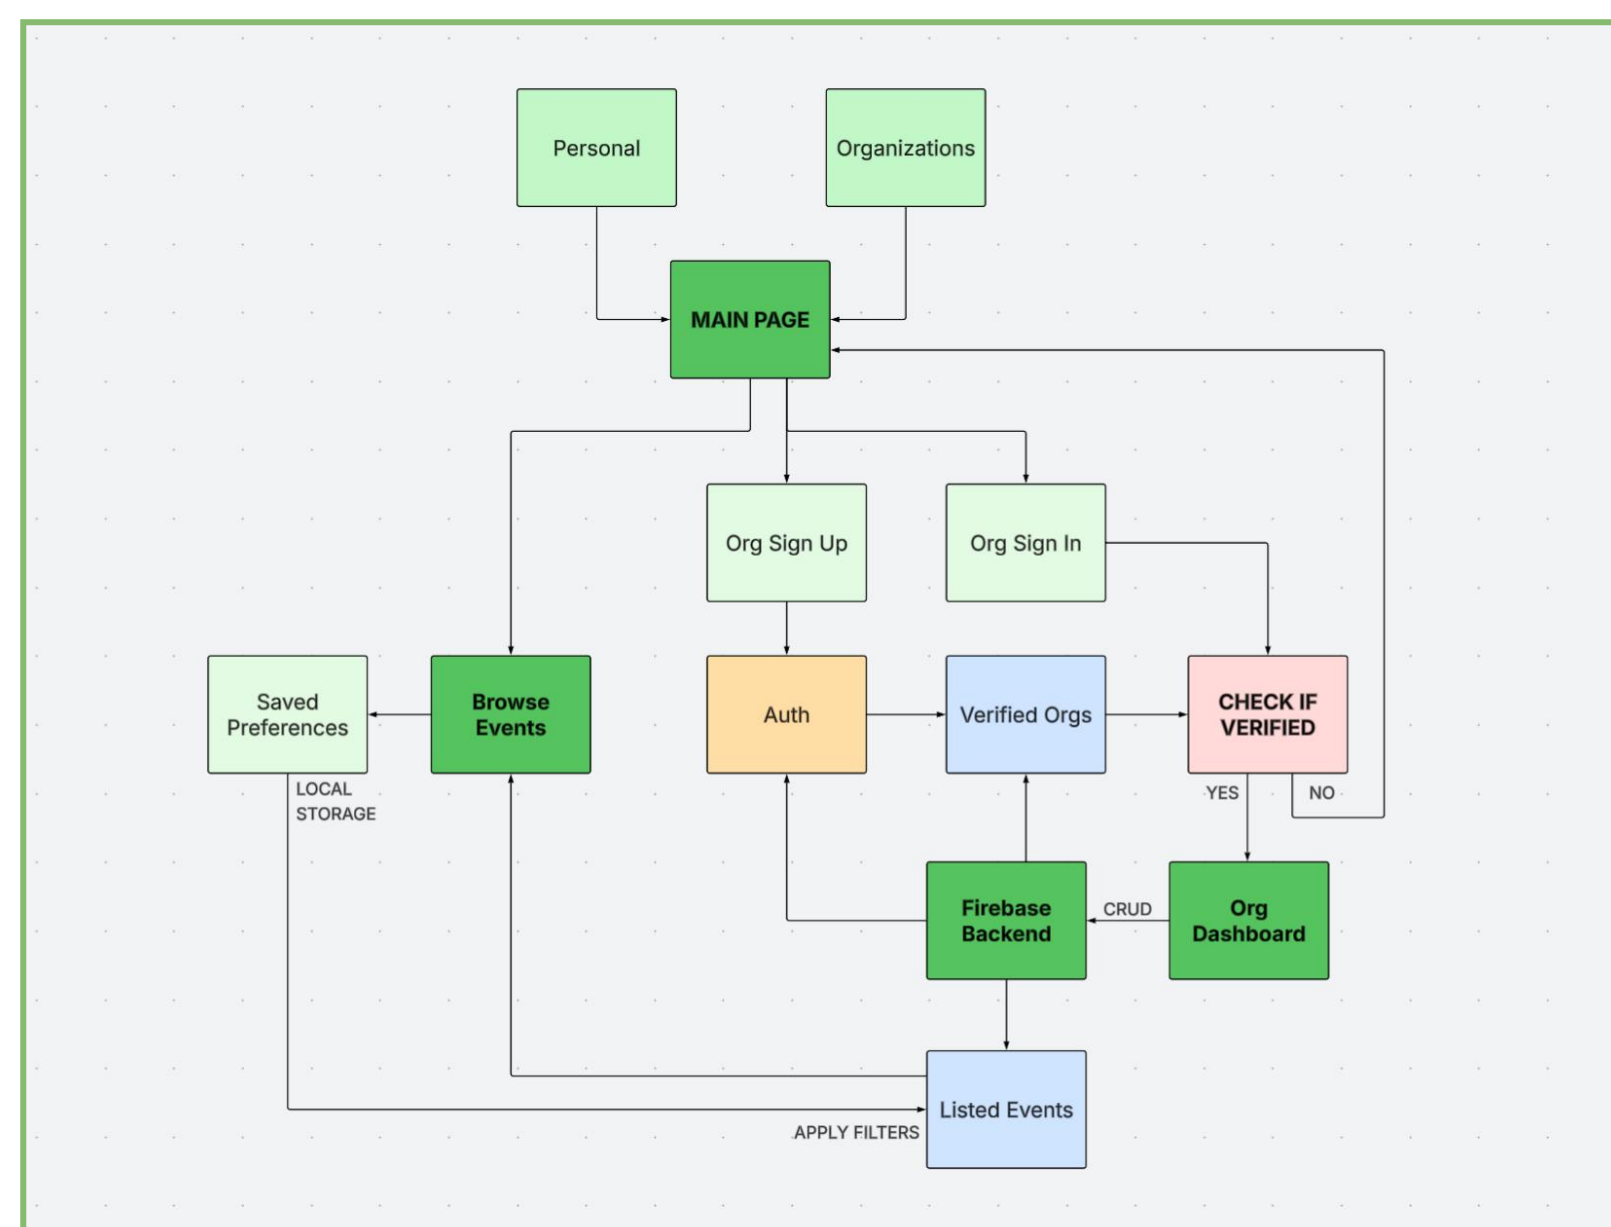 Personal
Organizations
MAIN PAGE
Org Sign Up
Org Sign In
Saved
Preferences
Browse
Events
Auth
Verified Orgs
CHECK IF
VERIFIED
LOCAL
STORAGE
YES
NO
Firebase
Backend
CRUD
Org
Dashboard
Listed Events
APPLY FILTERS